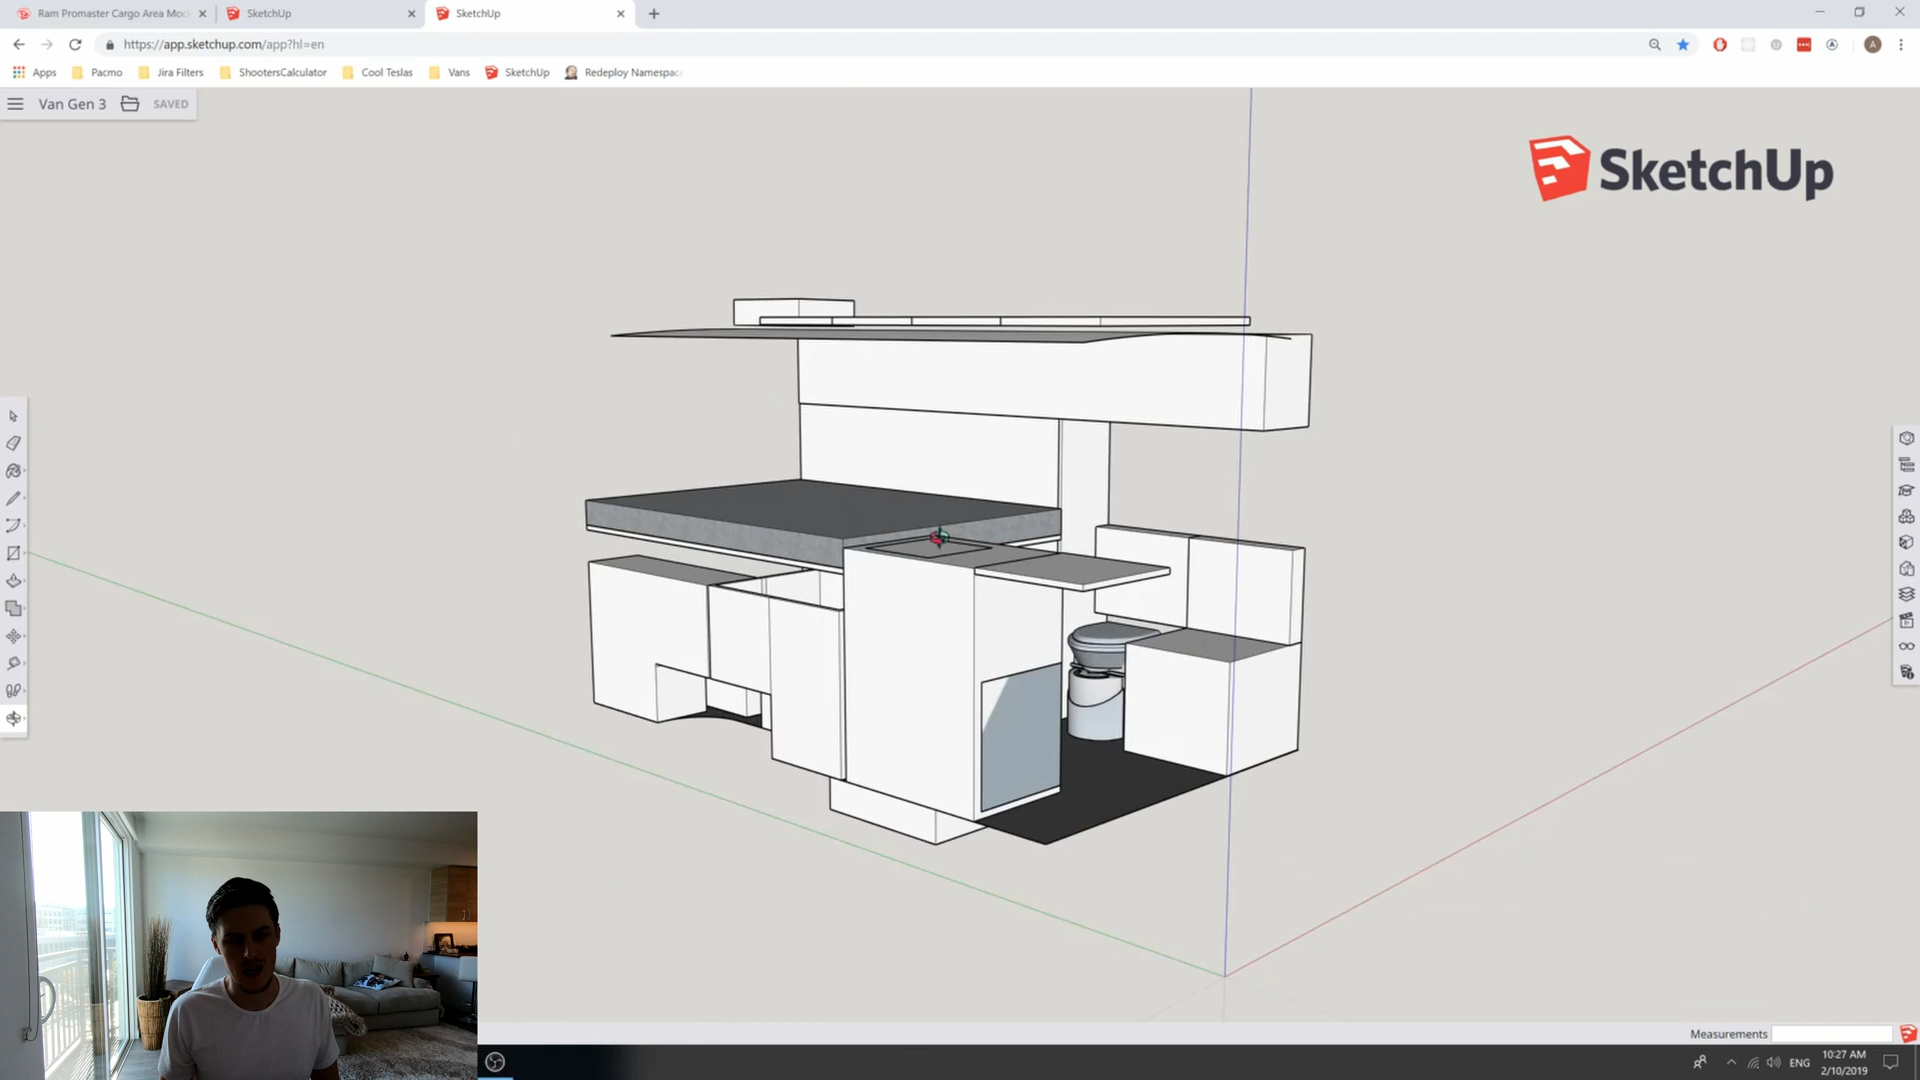 Ram Promaster Cargo Area Moc
SketchUp
SketchUp
https://app.sketchup.com/app?hl=en
Apps
Pacmo
Jira Filters
ShootersCalculator
Cool Teslas
Vans
SketchUp
Redeploy Namespac
Van Gen 3
SAVED
SketchUp
Measurements
ENG
10:27 AM
2/10/2019